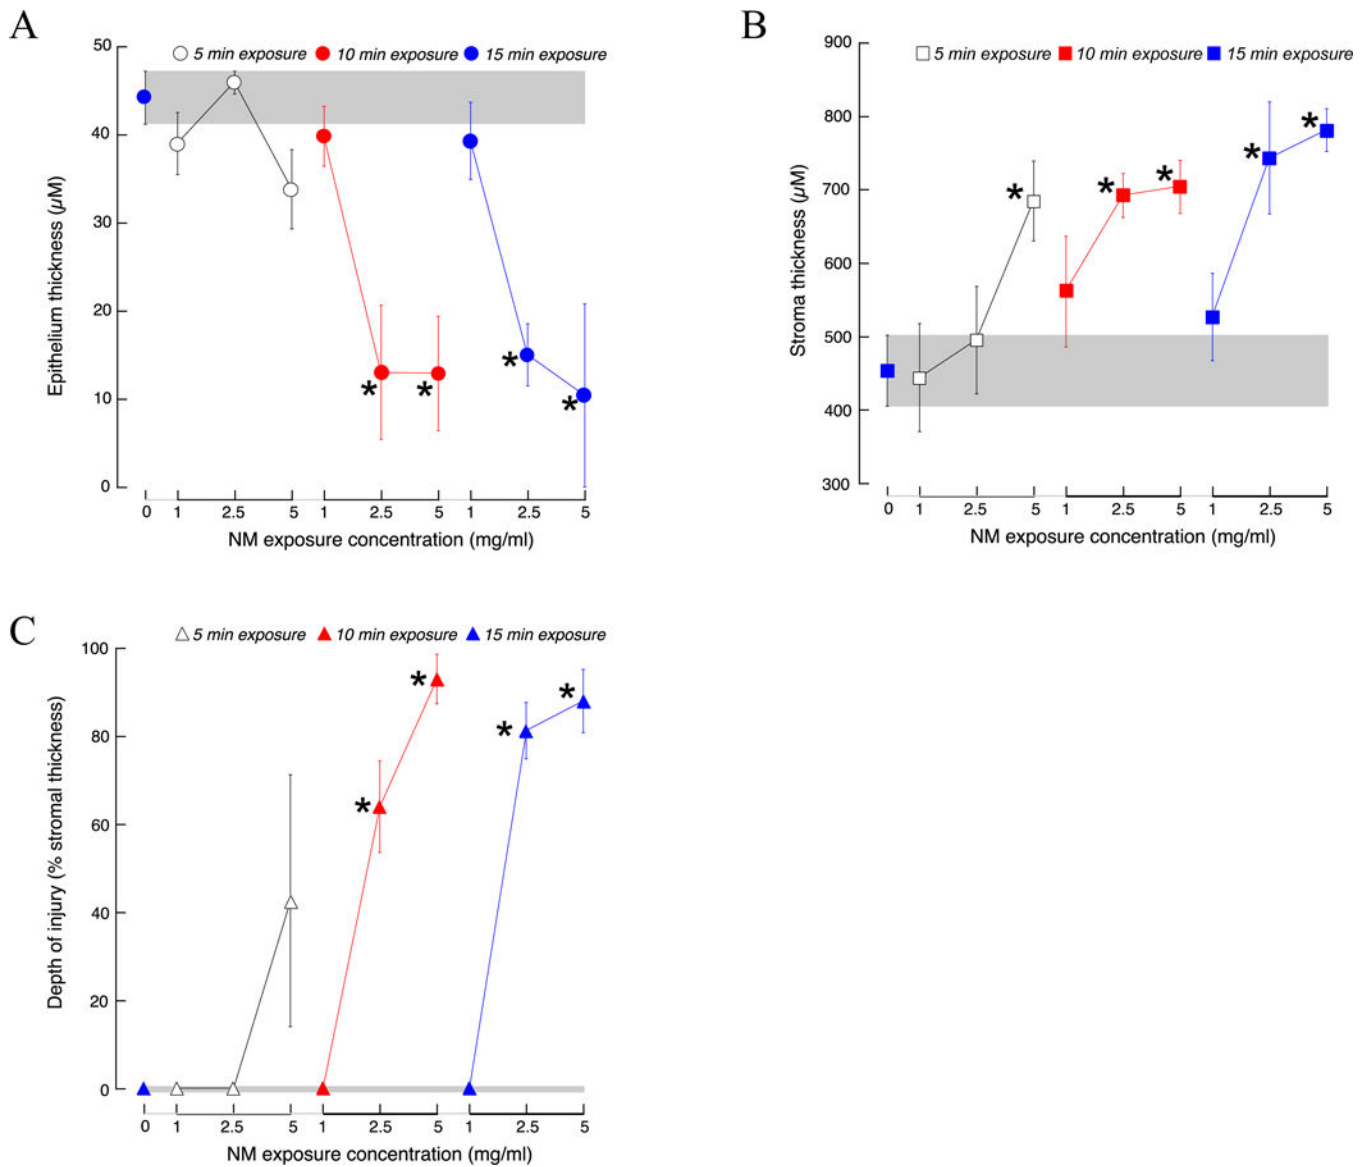 A
5 min exposure 10 min exposure 15 min exposure
50
40
30
20
10
0
Epithelium thickness (µM)
* * * *
0 1 2.5 5 1 2.5 5 1 2.5 5
NM exposure concentration (mg/ml)
B
5 min exposure 10 min exposure 15 min exposure
900
800
700
600
500
400
300
Stroma thickness (µM)
* * * * *
0 1 2.5 5 1 2.5 5 1 2.5 5
NM exposure concentration (mg/ml)
C
5 min exposure 10 min exposure 15 min exposure
100
80
60
40
20
0
Depth of injury (% stromal thickness)
* * * *
0 1 2.5 5 1 2.5 5 1 2.5 5
NM exposure concentration (mg/ml)